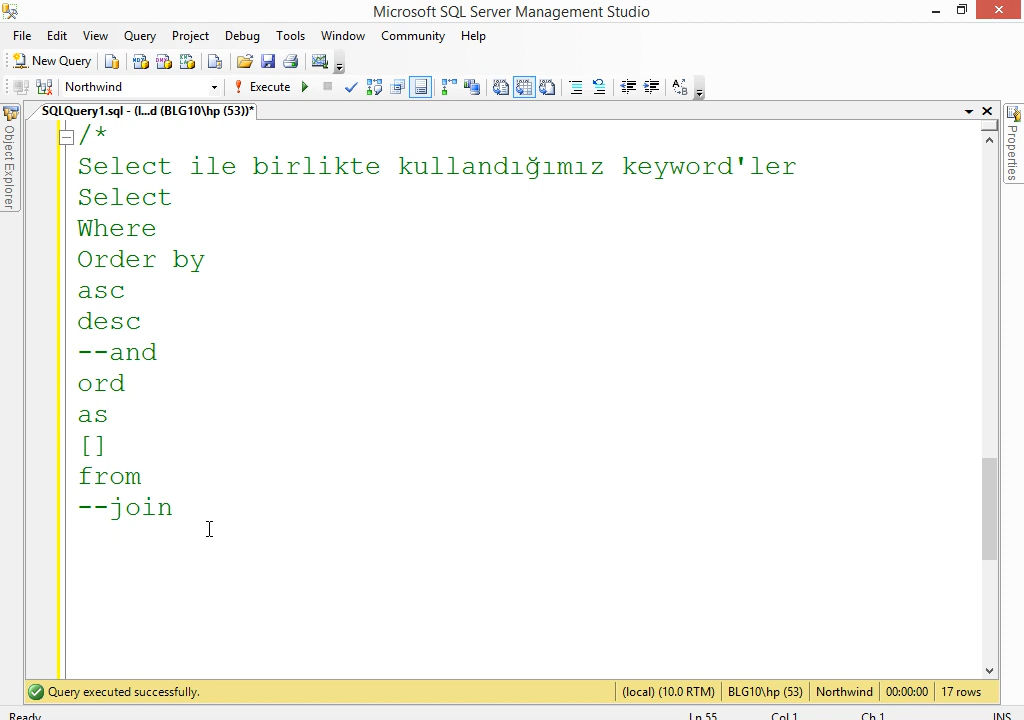 Microsoft SQL Server Management Studio
File Edit View Query Project Debug Tools Window Community Help
New Query
Northwind Execute
SQLQuery1.sql - (l...d (BLG10\hp (53))*
Object Explorer
Properties
/*
Select ile birlikte kullandığımız keyword'ler
Select
Where
Order by
asc
desc
--and
ord
as
[]
from
--join
Query executed successfully. (local) (10.0 RTM) BLG10\hp (53) Northwind 00:00:00 17 rows
Ready Ln 55 Col 1 Ch 1 INS